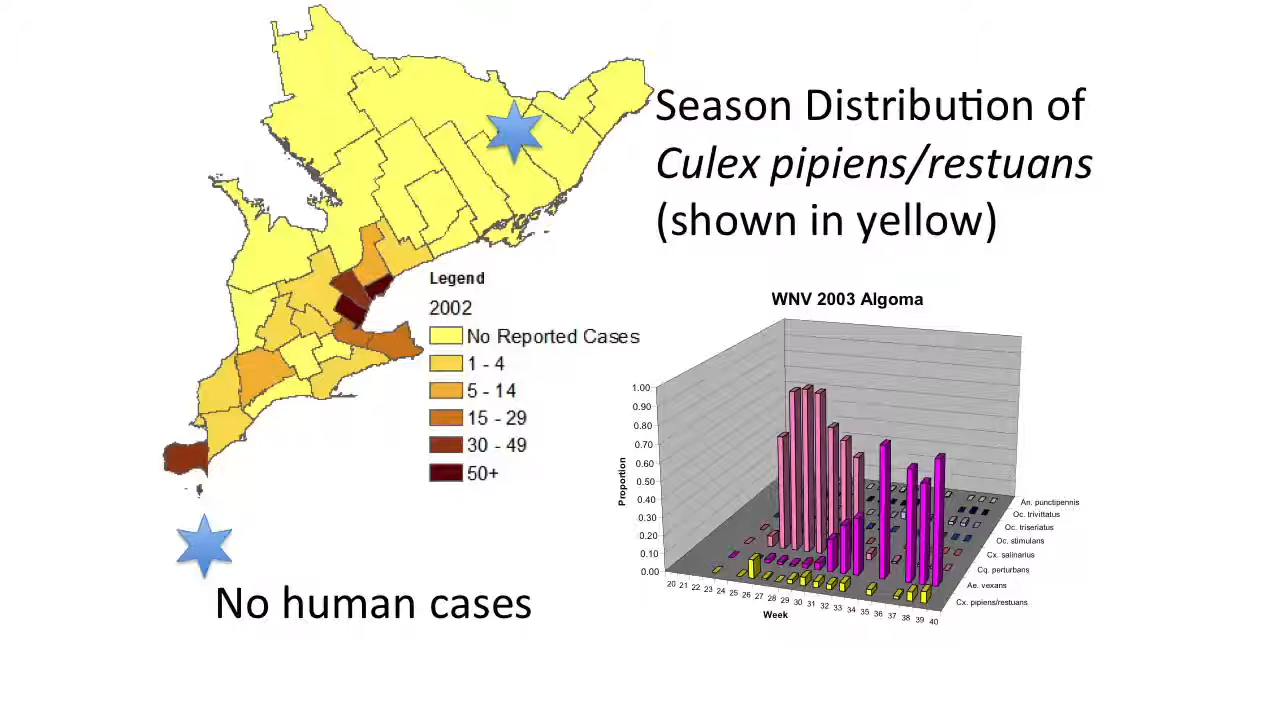 Season Distribution of
Culex pipiens/restuans
(shown in yellow)
Legend
2002
No Reported Cases
1 - 4
5 - 14
15 - 29
30 - 49
50+
No human cases
WNV 2003 Algoma
Proportion
1.00
0.90
0.80
0.70
0.60
0.50
0.40
0.30
0.20
0.10
0.00
20 21 22 23 24 25 26 27 28 29 30 31 32 33 34 35 36 37 38 39 40
Week
An. punctipennis
Oc. trivittatus
Oc. triseriatus
Oc. stimulans
Cx. salinarius
Cq. perturbans
Ae. vexans
Cx. pipiens/restuans